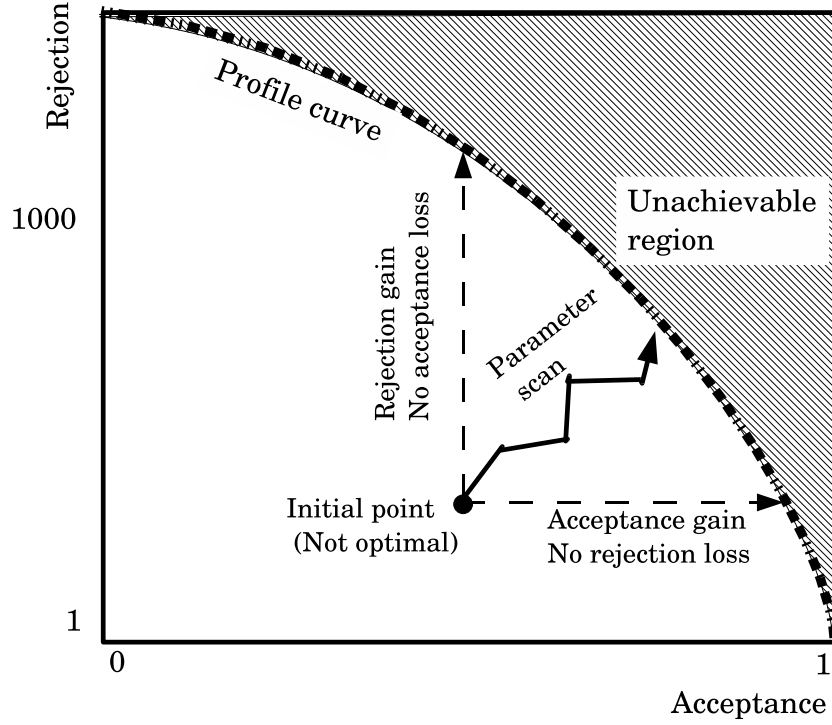 Rejection
Profile curve
1000
Unachievable
region
Rejection gain
No acceptance loss
Parameter
scan
Initial point
(Not optimal)
Acceptance gain
No rejection loss
1
0
1
Acceptance